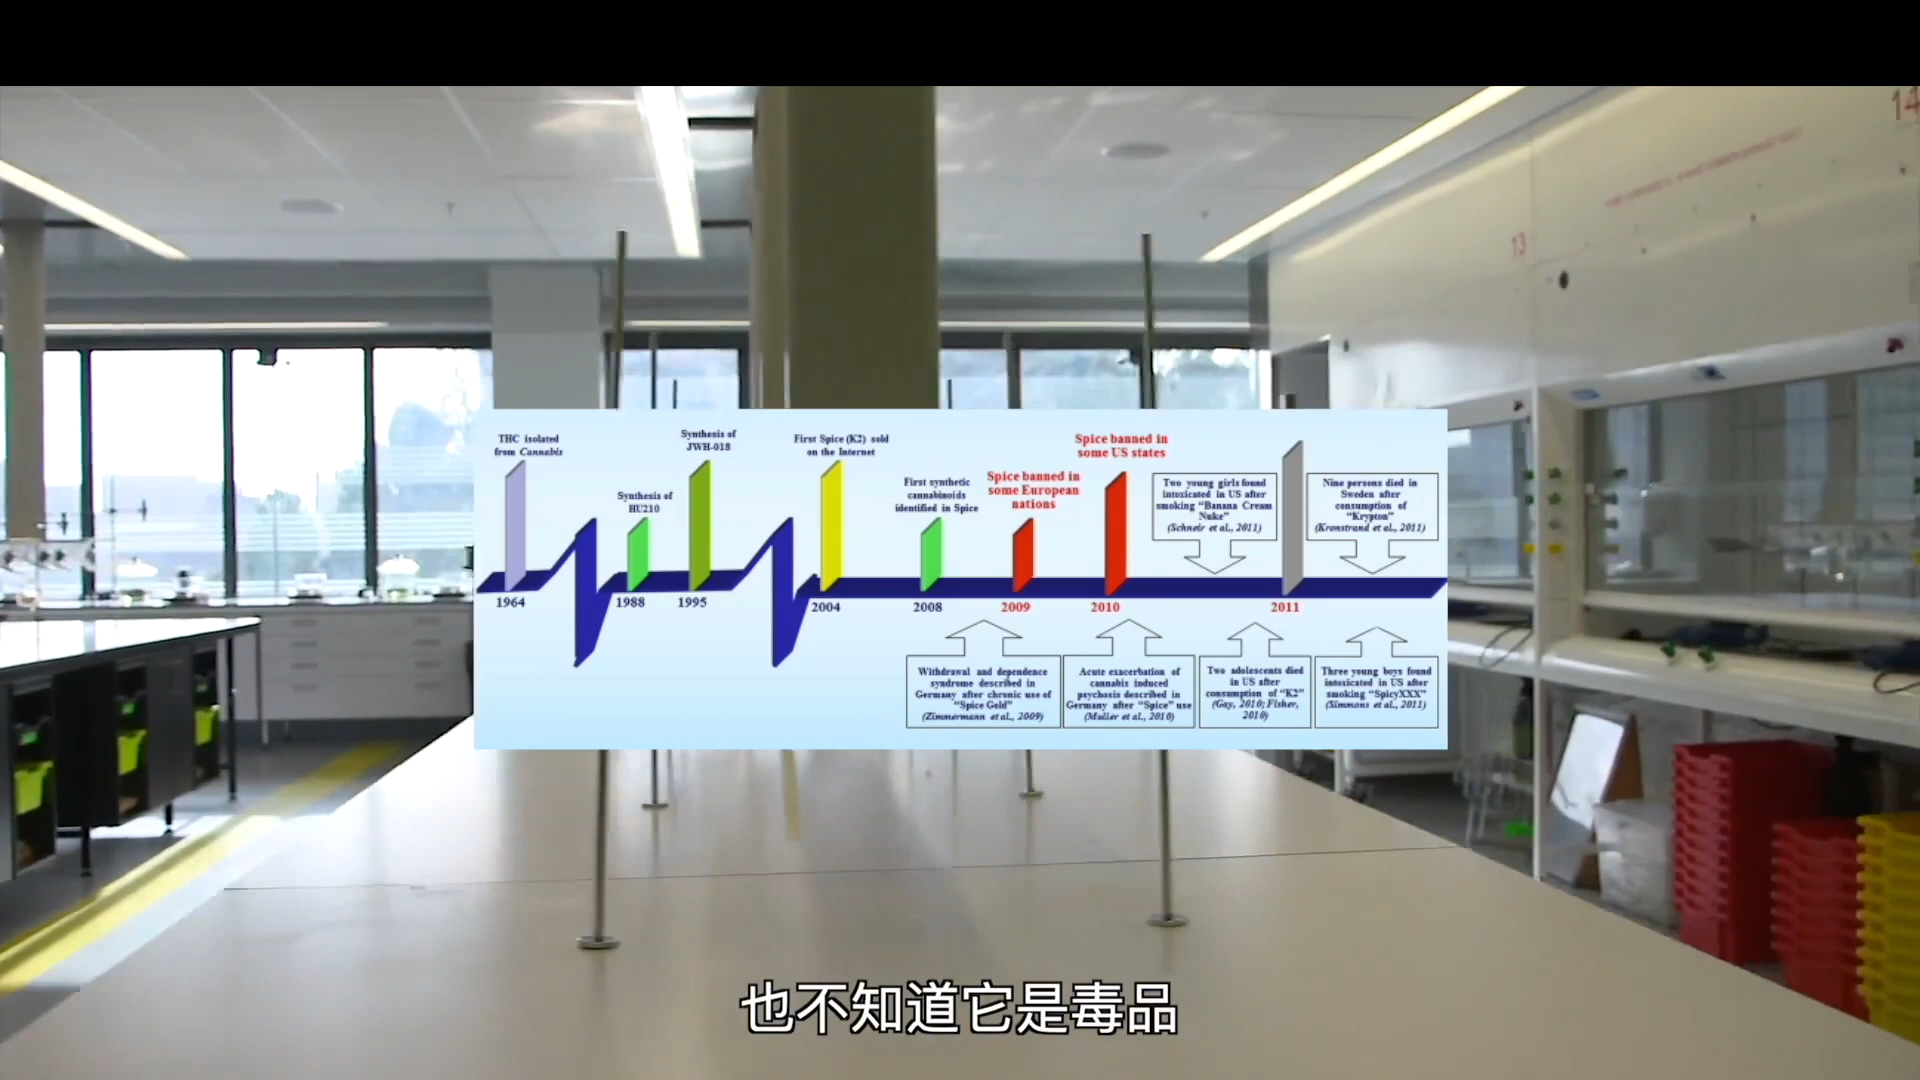 14
13
THC isolated
from Cannabis
Synthesis of
HU210
Synthesis of
JWH-018
First Spice (K2) sold
on the Internet
First synthetic
cannabinoids
identified in Spice
Spice banned in
some European
nations
Spice banned in
some US states
Two young girls found
intoxicated in US after
smoking “Banana Cream
Nuke”
(Schneir et al., 2011)
Nine persons died in
Sweden after
consumption of
“Krypton”
(Kronstrand et al., 2011)
1964
1988
1995
2004
2008
2009
2010
2011
Withdrawal and dependence
syndrome described in
Germany after chronic use of
“Spice Gold”
(Zimmermann et al., 2009)
Acute exacerbation of
cannabis induced
psychosis described in
Germany after “Spice” use
(Muller et al., 2010)
Two adolescents died
in US after
consumption of “K2”
(Gay, 2010; Fisher,
2010)
Three young boys found
intoxicated in US after
smoking “SpicyXXX”
(Simmons et al., 2011)
也不知道它是毒品